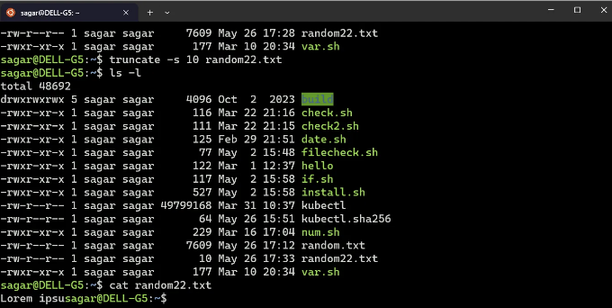 sagar@DELL-G5: ~
-rw-r--r-- 1 sagar sagar 7609 May 26 17:28 random22.txt
-rwxr-xr-x 1 sagar sagar 177 Mar 10 20:34 var.sh
sagar@DELL-G5:~$ truncate -s 10 random22.txt
sagar@DELL-G5:~$ ls -l
total 48692
drwxrwxrwx 5 sagar sagar 4096 Oct 2 2023 build
-rwxr-xr-x 1 sagar sagar 116 Mar 22 21:16 check.sh
-rwxr-xr-x 1 sagar sagar 111 Mar 22 21:15 check2.sh
-rwxr-xr-x 1 sagar sagar 125 Feb 29 21:51 date.sh
-rwxr-xr-x 1 sagar sagar 77 May 2 15:48 filecheck.sh
-rwxr-xr-x 1 sagar sagar 122 Mar 1 12:37 hello
-rwxr-xr-x 1 sagar sagar 117 May 2 15:58 if.sh
-rwxr-xr-x 1 sagar sagar 527 May 2 15:58 install.sh
-rw-r--r-- 1 sagar sagar 49799168 Mar 31 10:37 kubectl
-rw-r--r-- 1 sagar sagar 64 May 26 15:51 kubectl.sha256
-rwxr-xr-x 1 sagar sagar 229 Mar 16 17:04 num.sh
-rw-r--r-- 1 sagar sagar 7609 May 26 17:12 random.txt
-rw-r--r-- 1 sagar sagar 10 May 26 17:33 random22.txt
-rwxr-xr-x 1 sagar sagar 177 Mar 10 20:34 var.sh
sagar@DELL-G5:~$ cat random22.txt
Lorem ipsusagar@DELL-G5:~$